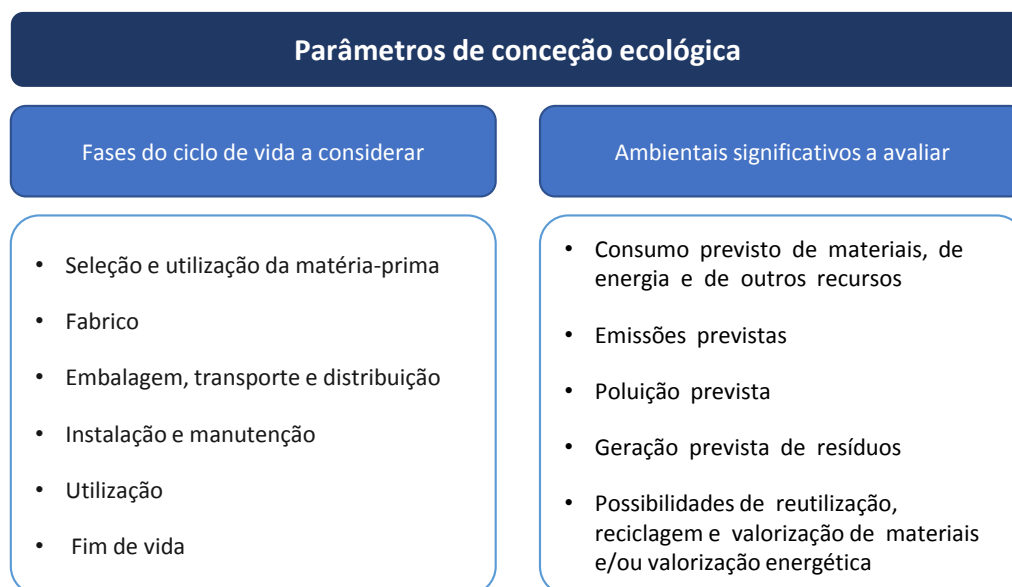 Parâmetros de conceção ecológica
Fases do ciclo de vida a considerar
• Seleção e utilização da matéria-prima
• Fabrico
• Embalagem, transporte e distribuição
• Instalação e manutenção
• Utilização
• Fim de vida
Ambientais significativos a avaliar
• Consumo previsto de materiais, de
energia e de outros recursos
• Emissões previstas
• Poluição prevista
• Geração prevista de resíduos
• Possibilidades de reutilização,
reciclagem e valorização de materiais
e/ou valorização energética